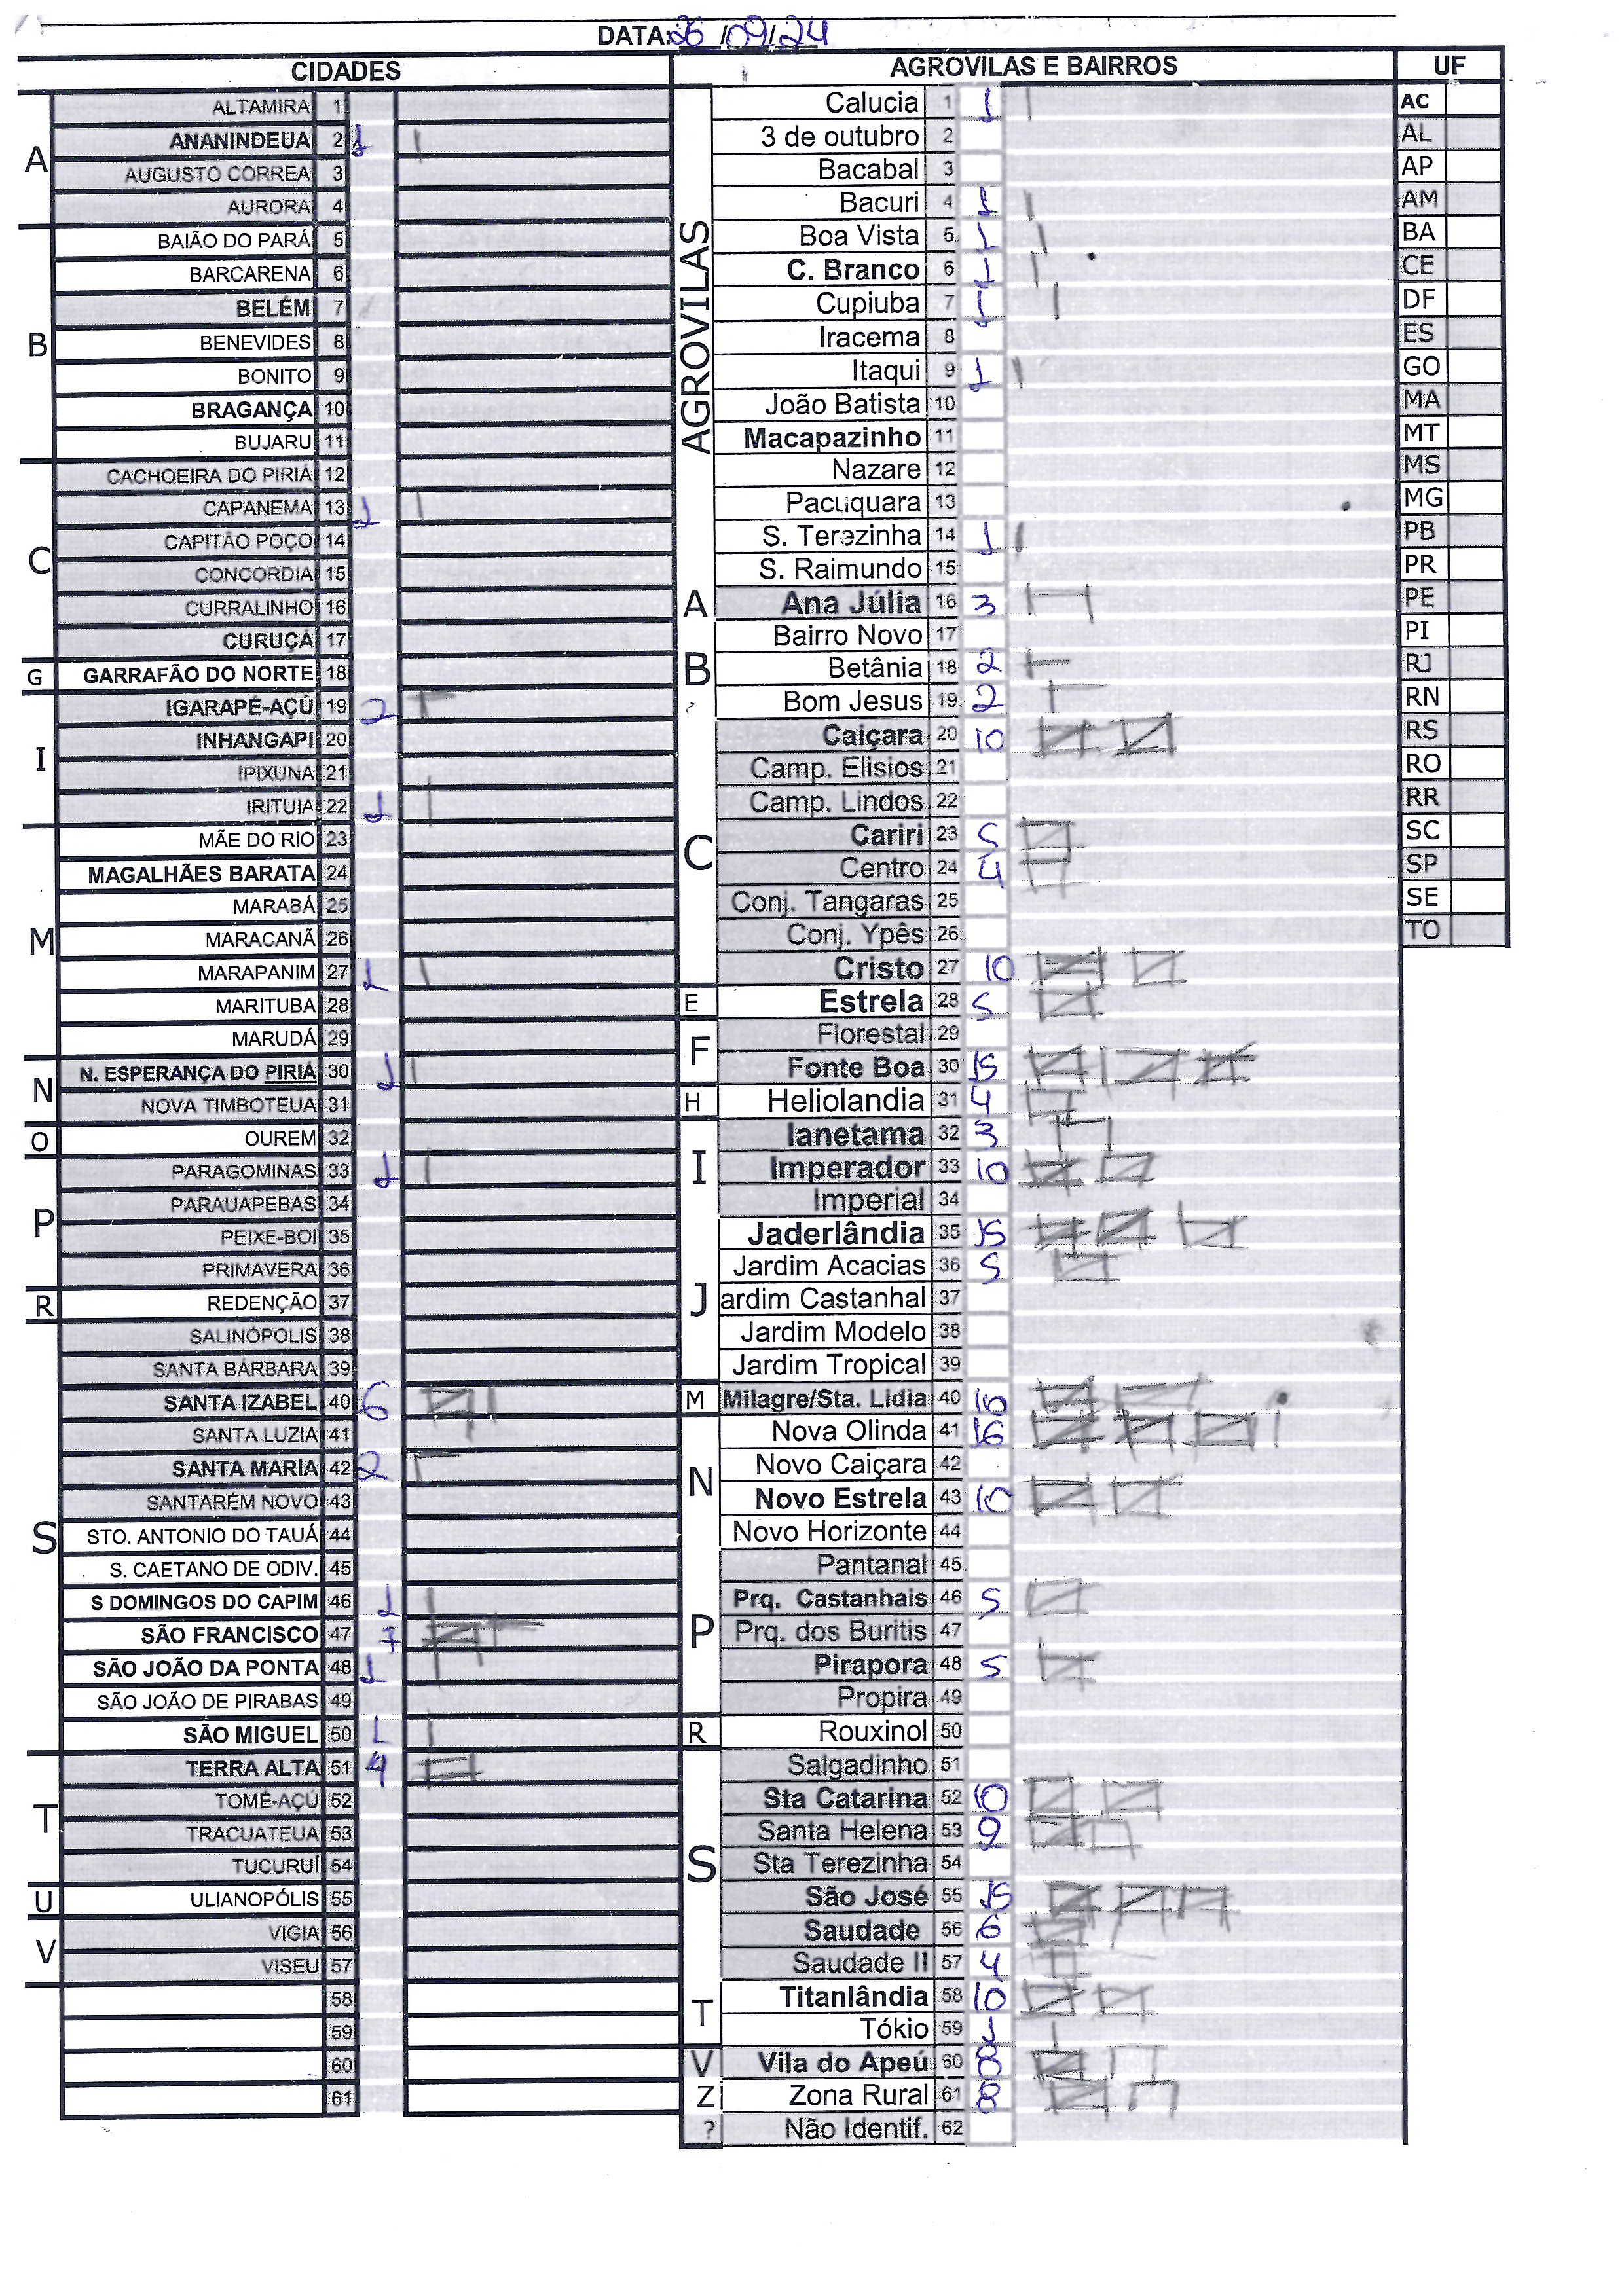 DATA: 26/09/24
CIDADES
A
ALTAMIRA 1
ANANINDEUA 2 1
AUGUSTO CORREA 3
AURORA 4
B
BAIÃO DO PARÁ 5
BARCARENA 6
BELÉM 7
BENEVIDES 8
BONITO 9
BRAGANÇA 10
BUJARU 11
C
CACHOEIRA DO PIRIÁ 12
CAPANEMA 13 1
CAPITÃO POÇO 14
CONCORDIA 15
CURRALINHO 16
CURUÇÁ 17
G
GARRAFÃO DO NORTE 18
I
IGARAPÉ-AÇÚ 19 2
INHANGAPI 20
IPIXUNA 21
IRITUIA 22 1
M
MÃE DO RIO 23
MAGALHÃES BARATA 24
MARABÁ 25
MARACANÃ 26
MARAPANIM 27 1
MARITUBA 28
MARUDÁ 29
N
N. ESPERANÇA DO PIRIÁ 30 1
NOVA TIMBOTEUA 31
O
OUREM 32
P
PARAGOMINAS 33 1
PARAUAPEBAS 34
PEIXE-BOI 35
PRIMAVERA 36
R
REDENÇÃO 37
S
SALINÓPOLIS 38
SANTA BÁRBARA 39
SANTA IZABEL 40 6
SANTA LUZIA 41
SANTA MARIA 42 2
SANTARÉM NOVO 43
STO. ANTONIO DO TAUÁ 44
S. CAETANO DE ODIV. 45
S DOMINGOS DO CAPIM 46 1
SÃO FRANCISCO 47 7
SÃO JOÃO DA PONTA 48 1
SÃO JOÃO DE PIRABAS 49
SÃO MIGUEL 50 1
T
TERRA ALTA 51
TOMÉ-AÇÚ 52
TRACUATEUA 53
TUCURUÍ 54
U
ULIANOPÓLIS 55
V
VIGIA 56
VISEU 57
58
59
60
61
AGROVILAS E BAIRROS
AGROVILAS
Calucia 1 1
3 de outubro 2
Bacabal 3
Bacuri 4 1
Boa Vista 5 1
C. Branco 6 1
Cupiuba 7 1
Iracema 8
Itaqui 9 1
João Batista 10
Macapazinho 11
Nazare 12
Pacuquara 13
S. Terezinha 14 1
S. Raimundo 15
A
Ana Júlia 16 3
B
Bairro Novo 17
Betânia 18 2
Bom Jesus 19 2
C
Caiçara 20 10
Camp. Elisios 21
Camp. Lindos 22
Cariri 23 5
Centro 24 4
Conj. Tangaras 25
Conj. Ypês 26
Cristo 27 10
E
Estrela 28 5
F
Florestal 29
Fonte Boa 30 15
H
Heliolandia 31 4
I
Ianetama 32 3
Imperador 33 10
Imperial 34
J
Jaderlândia 35 15
Jardim Acacias 36 5
ardim Castanhal 37
Jardim Modelo 38
Jardim Tropical 39
M
Milagre/Sta. Lidia 40 10
N
Nova Olinda 41 16
Novo Caiçara 42
Novo Estrela 43 10
Novo Horizonte 44
P
Pantanal 45
Prq. Castanhais 46 5
Prq. dos Buritis 47
Pirapora 48 5
Propira 49
R
Rouxinol 50
S
Salgadinho 51
Sta Catarina 52 10
Santa Helena 53 9
Sta Terezinha 54
São José 55 15
Saudade 56 6
Saudade II 57 4
T
Titanlândia 58 10
Tókio 59 1
V
Vila do Apeú 60 8
Z
Zona Rural 61 8
?
Não Identif. 62
UF
AC
AL
AP
AM
BA
CE
DF
ES
GO
MA
MT
MS
MG
PB
PR
PE
PI
RJ
RN
RS
RO
RR
SC
SP
SE
TO